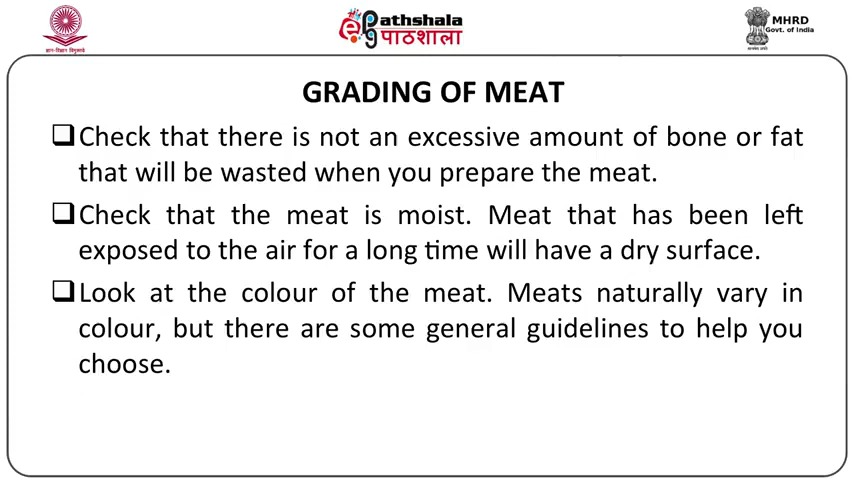 ePathshala
पाठशाला
MHRD
Govt. of India
GRADING OF MEAT
❑Check that there is not an excessive amount of bone or fat
that will be wasted when you prepare the meat.
❑Check that the meat is moist. Meat that has been left
exposed to the air for a long time will have a dry surface.
❑Look at the colour of the meat. Meats naturally vary in
colour, but there are some general guidelines to help you
choose.